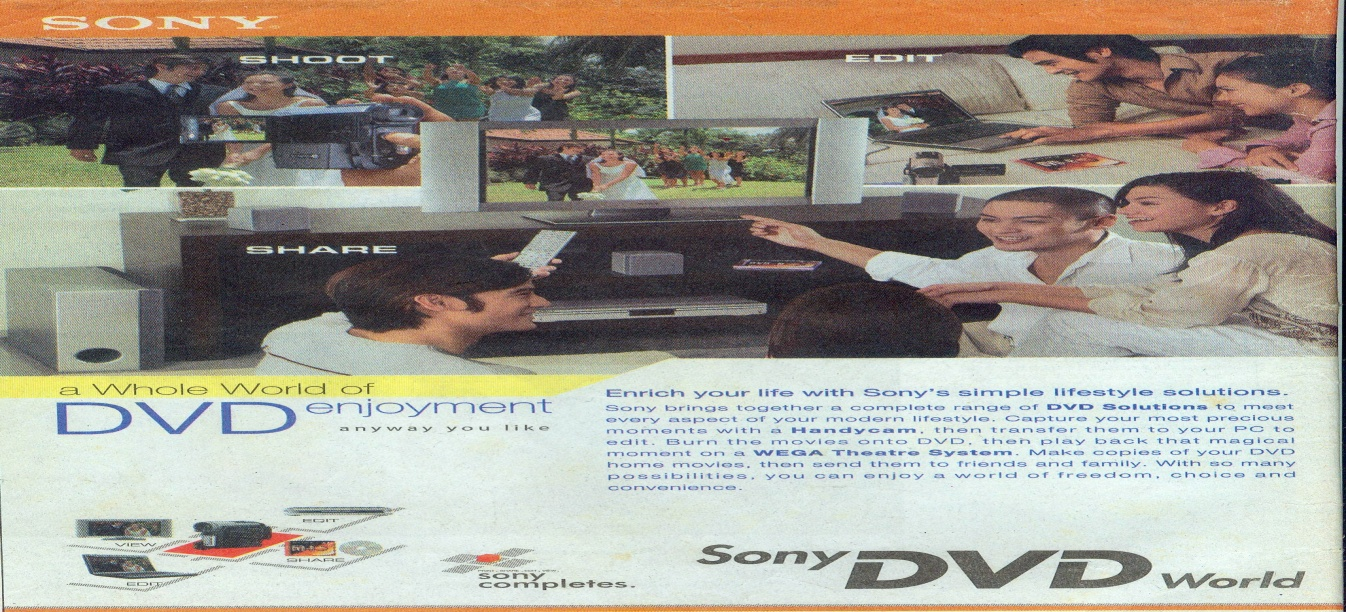 SONY
SHOOT
EDIT
SHARE
a Whole World of
DVD enjoyment
anyway you like
Enrich your life with Sony's simple lifestyle solutions.
Sony brings together a complete range of DVD Solutions to meet
every aspect of your modern lifestyle. Capture your most precious
moments with a Handycam, then transfer them to your PC to
edit. Burn the movies onto DVD, then play back that magical
moment on a WEGA Theatre System. Make copies of your DVD
home movies, then send them to friends and family. With so many
possibilities, you can enjoy a world of freedom, choice and
convenience.
EDIT
VIEW
SHARE
EDIT
sony
completes.
Sony DVD World